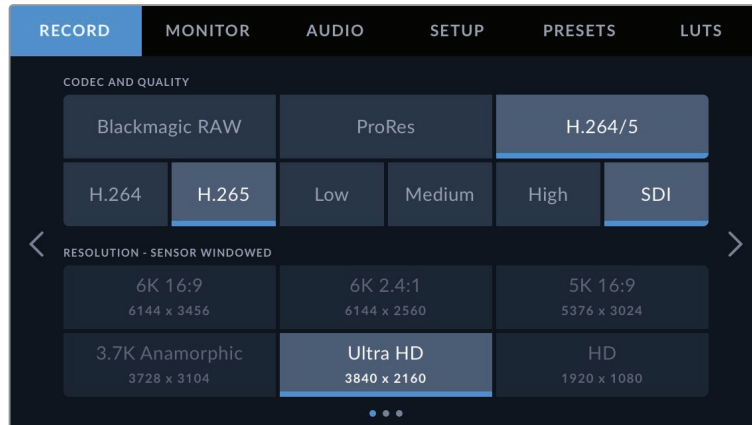 RECORD MONITOR AUDIO SETUP PRESETS LUTS
CODEC AND QUALITY
Blackmagic RAW ProRes H.264/5
H.264 H.265 Low Medium High SDI
RESOLUTION - SENSOR WINDOWED
6K 16:9 6K 2.4:1 5K 16:9
6144 x 3456 6144 x 2560 5376 x 3024
3.7K Anamorphic Ultra HD HD
3728 x 3104 3840 x 2160 1920 x 1080